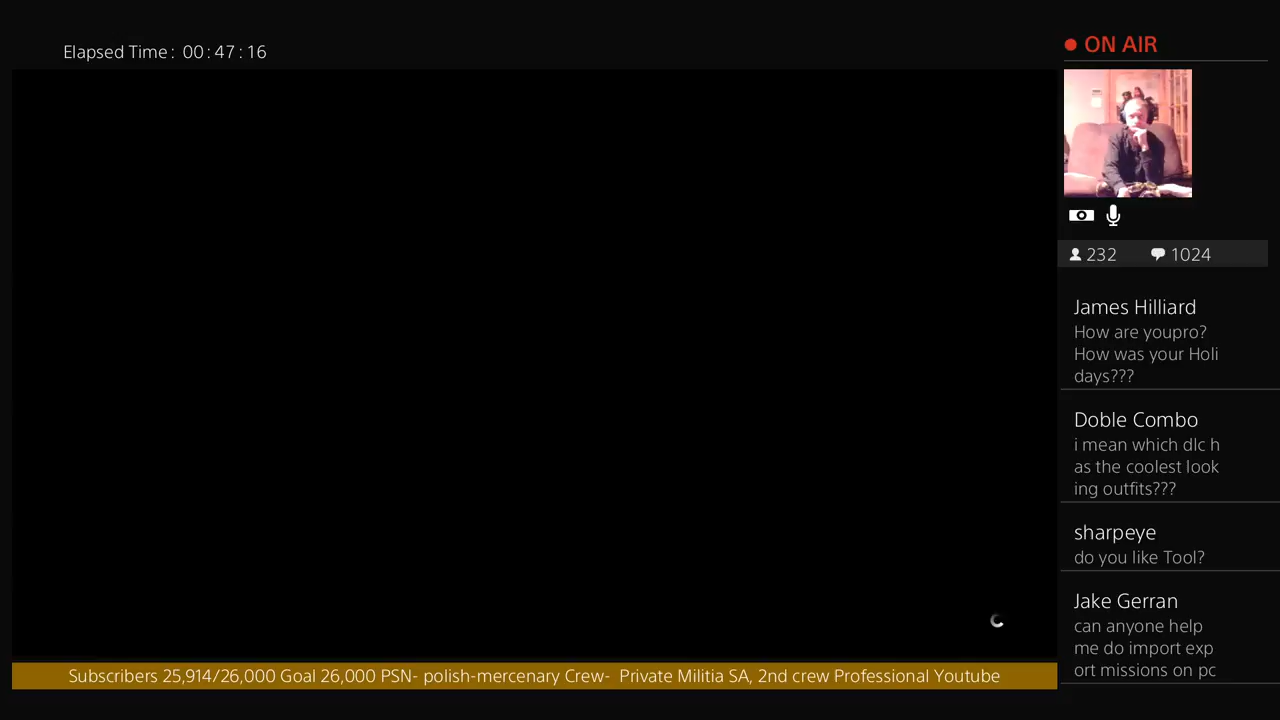 Elapsed Time: 00:47:16
ON AIR
232 1024
James Hilliard
How are youpro?
How was your Holi
days???
Doble Combo
i mean which dlc h
as the coolest look
ing outfits???
sharpeye
do you like Tool?
Jake Gerran
can anyone help
me do import exp
ort missions on pc
Subscribers 25,914/26,000 Goal 26,000 PSN- polish-mercenary Crew- Private Militia SA, 2nd crew Professional Youtube